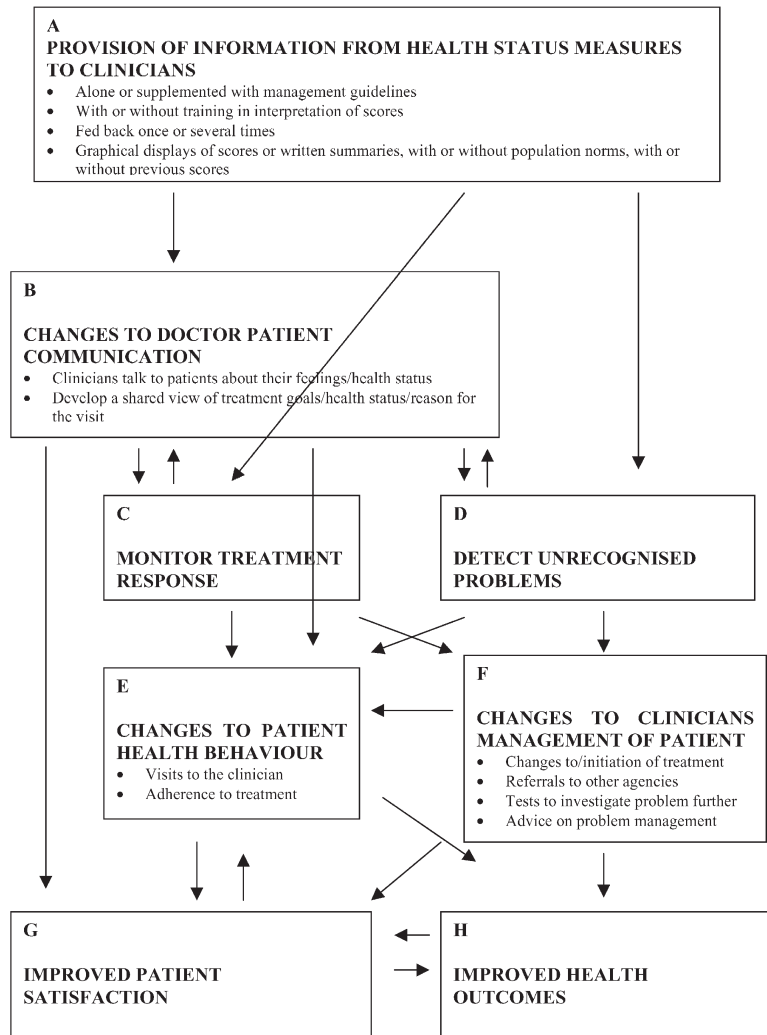 A
PROVISION OF INFORMATION FROM HEALTH STATUS MEASURES
TO CLINICIANS
• Alone or supplemented with management guidelines
• With or without training in interpretation of scores
• Fed back once or several times
• Graphical displays of scores or written summaries, with or without population norms, with or
without previous scores
B
CHANGES TO DOCTOR PATIENT
COMMUNICATION
• Clinicians talk to patients about their feelings/health status
• Develop a shared view of treatment goals/health status/reason for
the visit
C
MONITOR TREATMENT
RESPONSE
D
DETECT UNRECOGNISED
PROBLEMS
E
CHANGES TO PATIENT
HEALTH BEHAVIOUR
• Visits to the clinician
• Adherence to treatment
F
CHANGES TO CLINICIANS
MANAGEMENT OF PATIENT
• Changes to/initiation of treatment
• Referrals to other agencies
• Tests to investigate problem further
• Advice on problem management
G
IMPROVED PATIENT
SATISFACTION
H
IMPROVED HEALTH
OUTCOMES